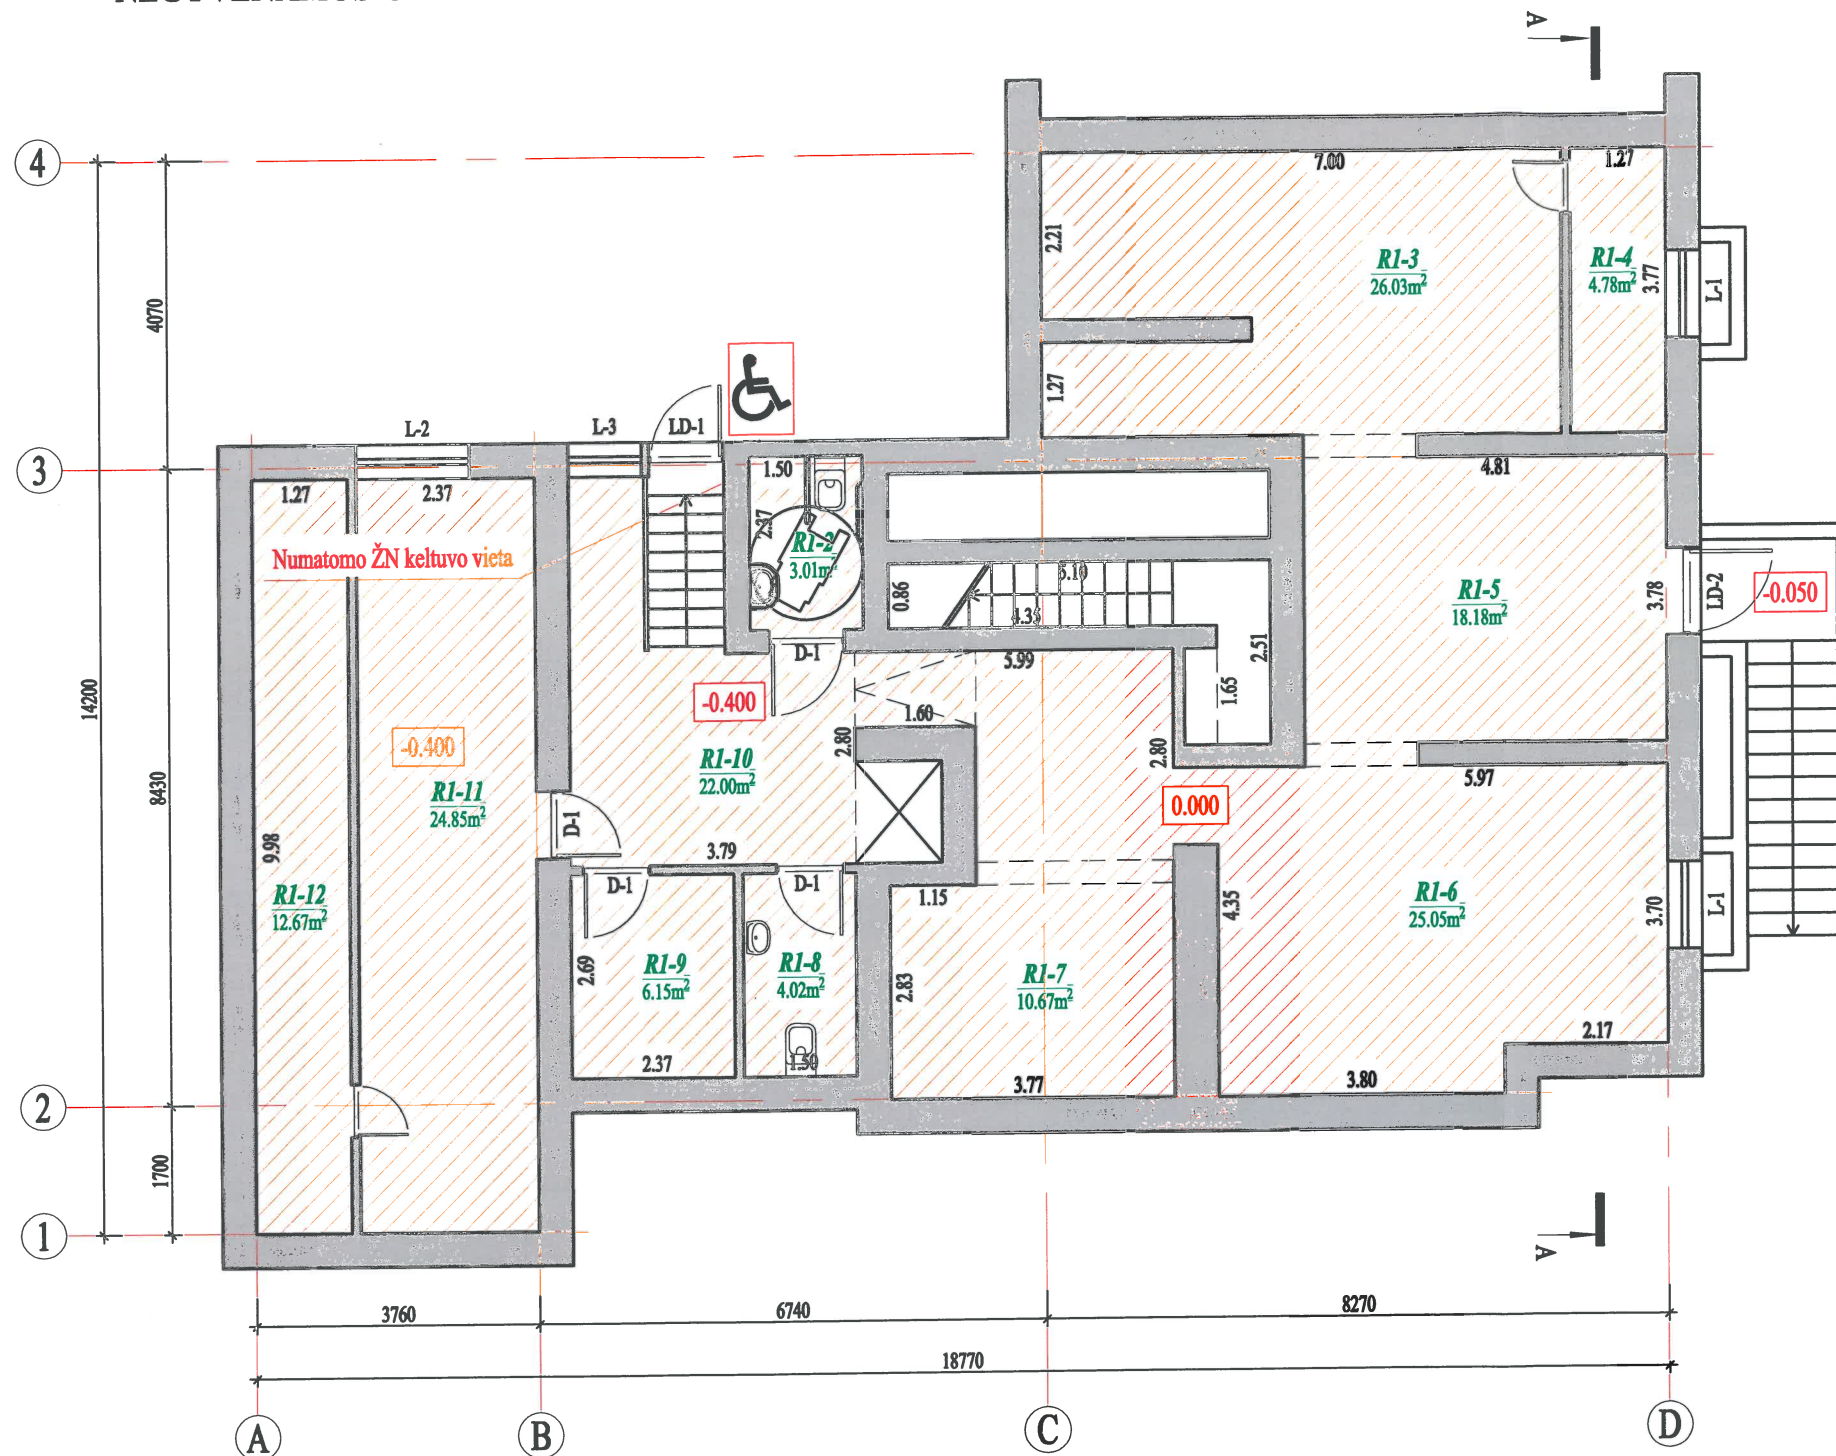 A
4
7.00
1.27
2.21
R1-3
26.03m²
R1-4
4.78m²
3.77
L-1
4070
1.27
L-2
L-3
LD-1
3
1.27
2.37
1.50
4.81
2.37
Numatomo ŽN keltuvo vieta
R1-2
3.01m²
0.86
5.10
4.35
R1-5
18.18m²
3.78
LD-2
-0.050
D-1
5.99
2.51
1.65
14200
-0.400
1.60
-0.400
2.80
2.80
R1-10
22.00m²
5.97
8430
R1-11
24.85m²
D-1
0.000
9.98
3.79
R1-12
12.67m²
D-1
D-1
1.15
4.35
R1-6
25.05m²
3.70
L-1
2.69
R1-9
6.15m²
R1-8
4.02m²
2.83
R1-7
10.67m²
2.17
2.37
1.50
3.77
3.80
2
1700
1
A
3760
6740
8270
18770
A
B
C
D